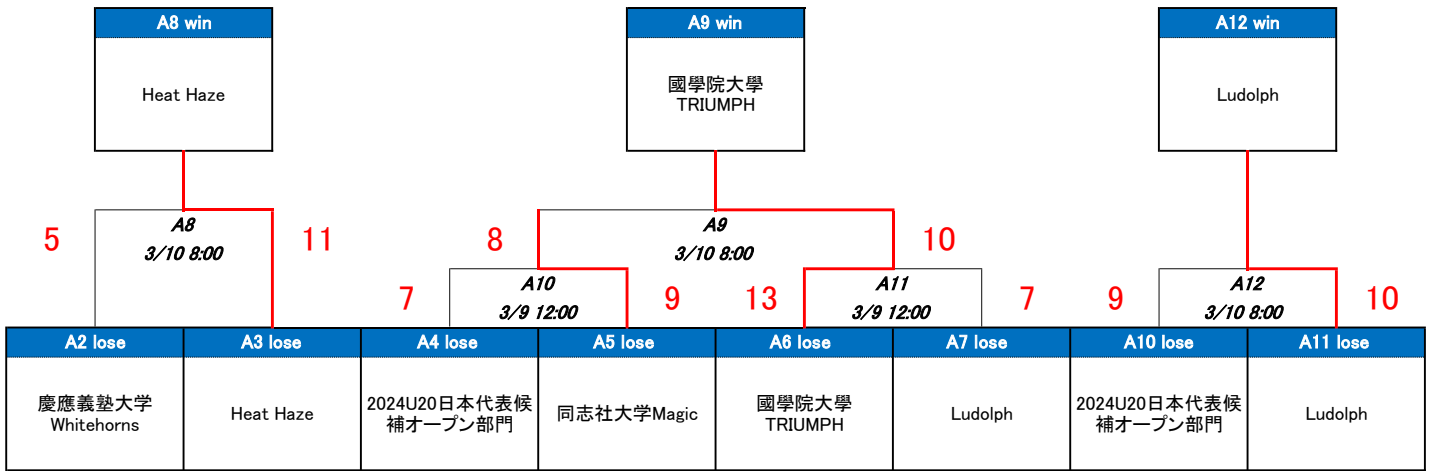 A8 win
A9 win
A12 win
Heat Haze
國學院大學
TRIUMPH
Ludolph
A8
3/10 8:00
5
11
A9
3/10 8:00
8
10
A10
3/9 12:00
7
9
A11
3/9 12:00
13
7
A12
3/10 8:00
9
10
A2 lose
A3 lose
A4 lose
A5 lose
A6 lose
A7 lose
A10 lose
A11 lose
慶應義塾大学
Whitehorns
Heat Haze
2024U20日本代表候
補オープン部門
同志社大学Magic
國學院大學
TRIUMPH
Ludolph
2024U20日本代表候
補オープン部門
Ludolph